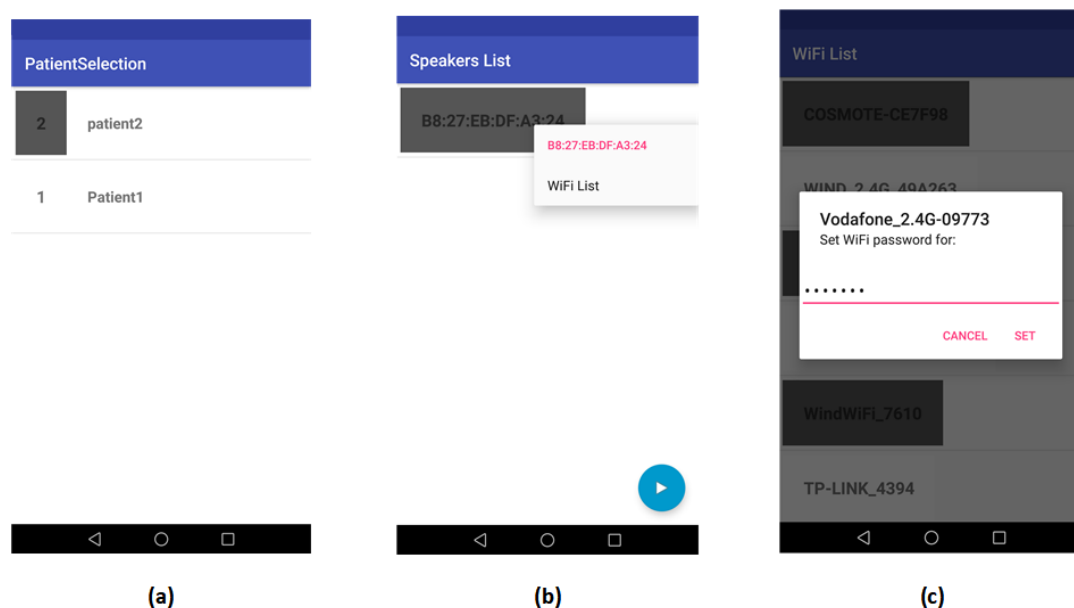 PatientSelection
2 patient2
1 Patient1
(a)
Speakers List
B8:27:EB:DF:A3:24
B8:27:EB:DF:A3:24
WiFi List
(b)
WiFi List
COSMOTE-CE7F98
WIND_2.4G_49A263
Vodafone_2.4G-09773
Set WiFi password for:
CANCEL SET
WindWiFi_7610
TP-LINK_4394
(c)